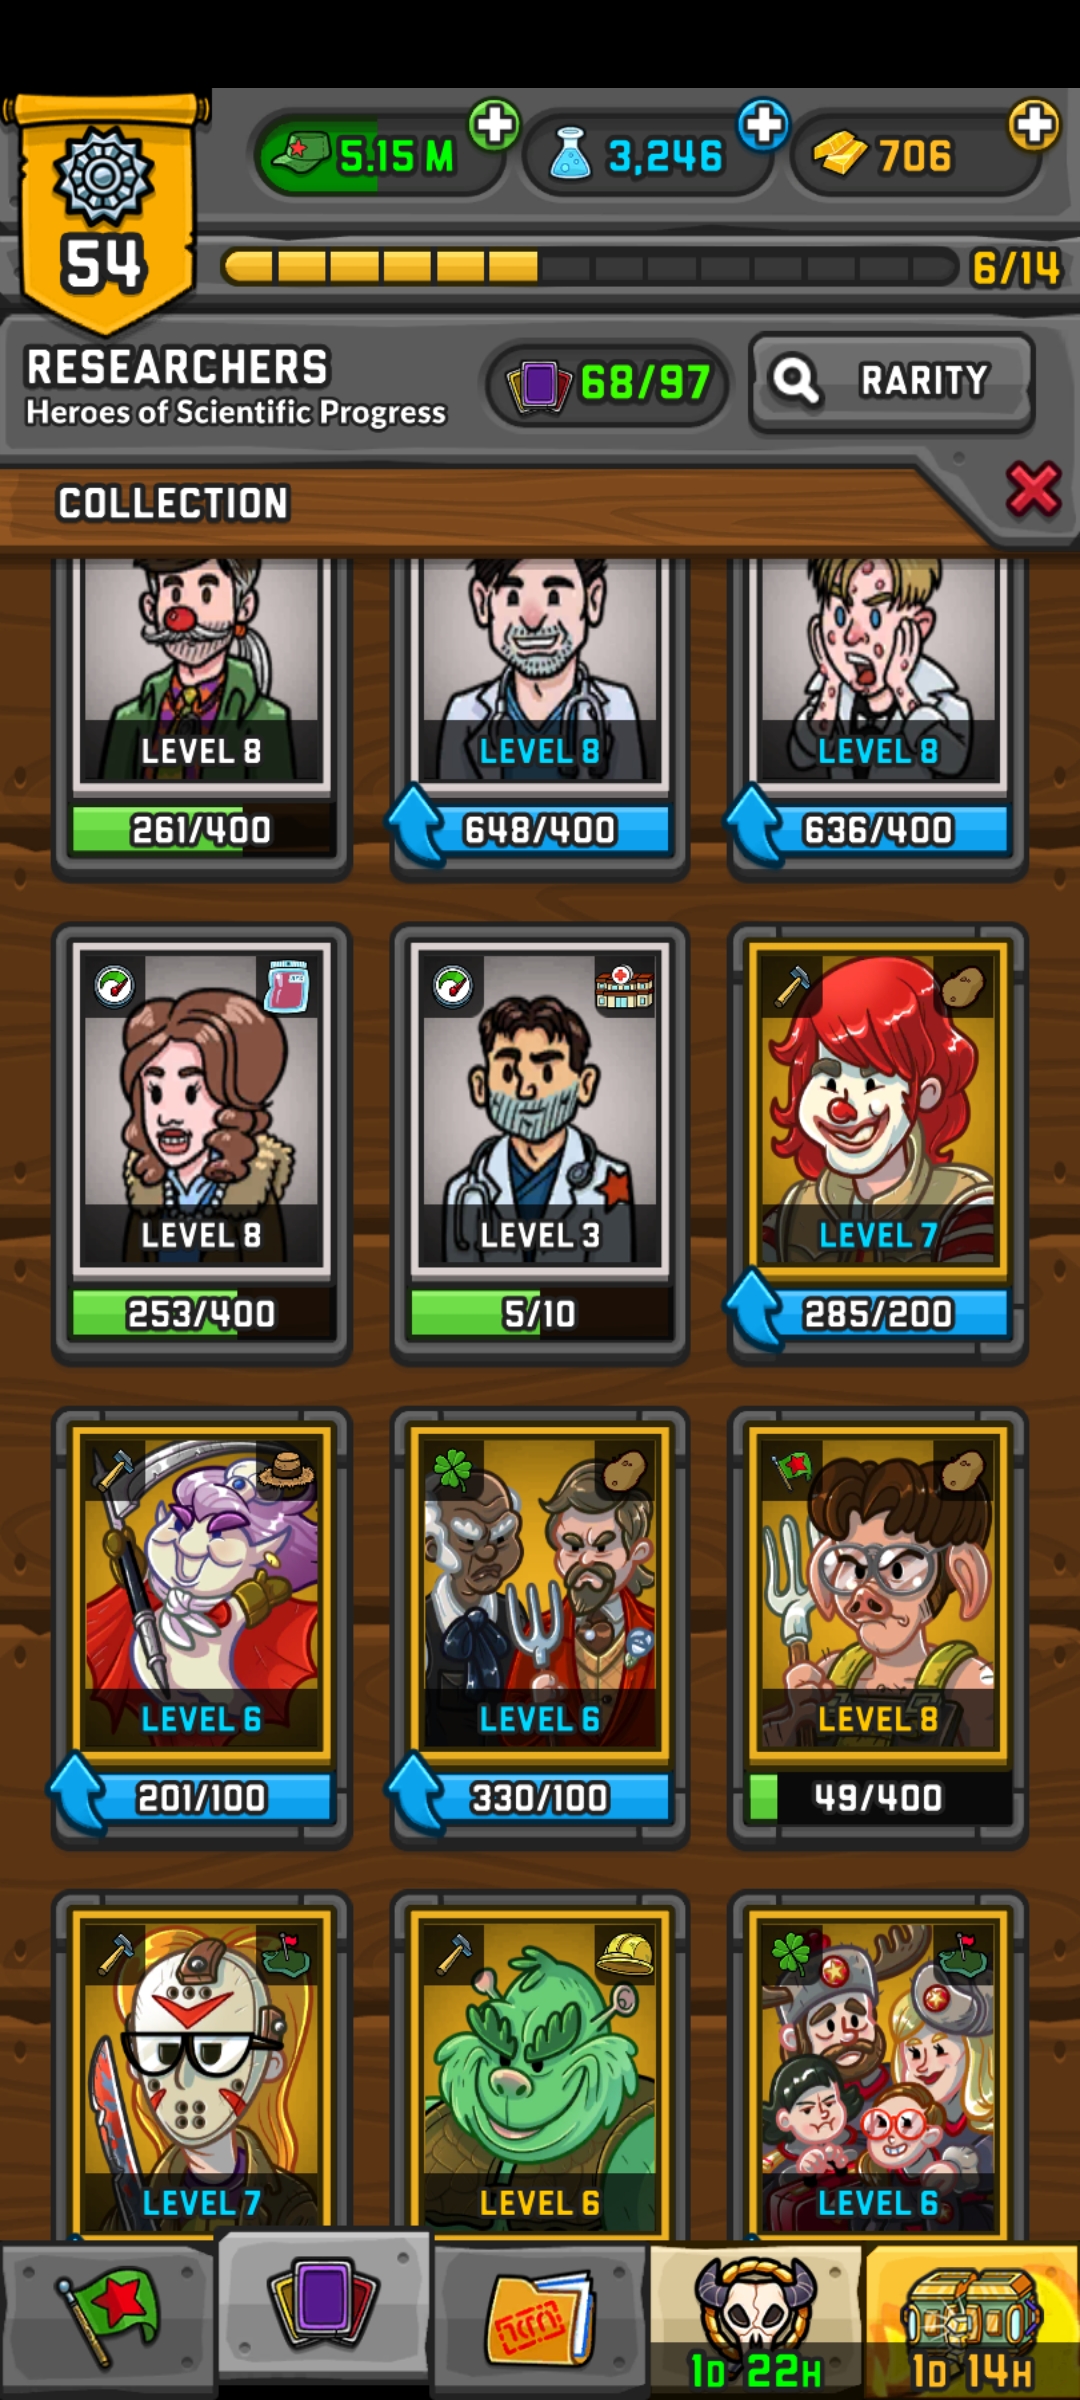 5.15 M
3,246
706
54
6/14
RESEARCHERS
Heroes of Scientific Progress
68/97
RARITY
COLLECTION
LEVEL 8
LEVEL 8
LEVEL 8
261/400
648/400
636/400
LEVEL 8
LEVEL 3
LEVEL 7
253/400
5/10
285/200
LEVEL 6
LEVEL 6
LEVEL 8
201/100
330/100
49/400
LEVEL 7
LEVEL 6
LEVEL 6
1D 22H
1D 14H